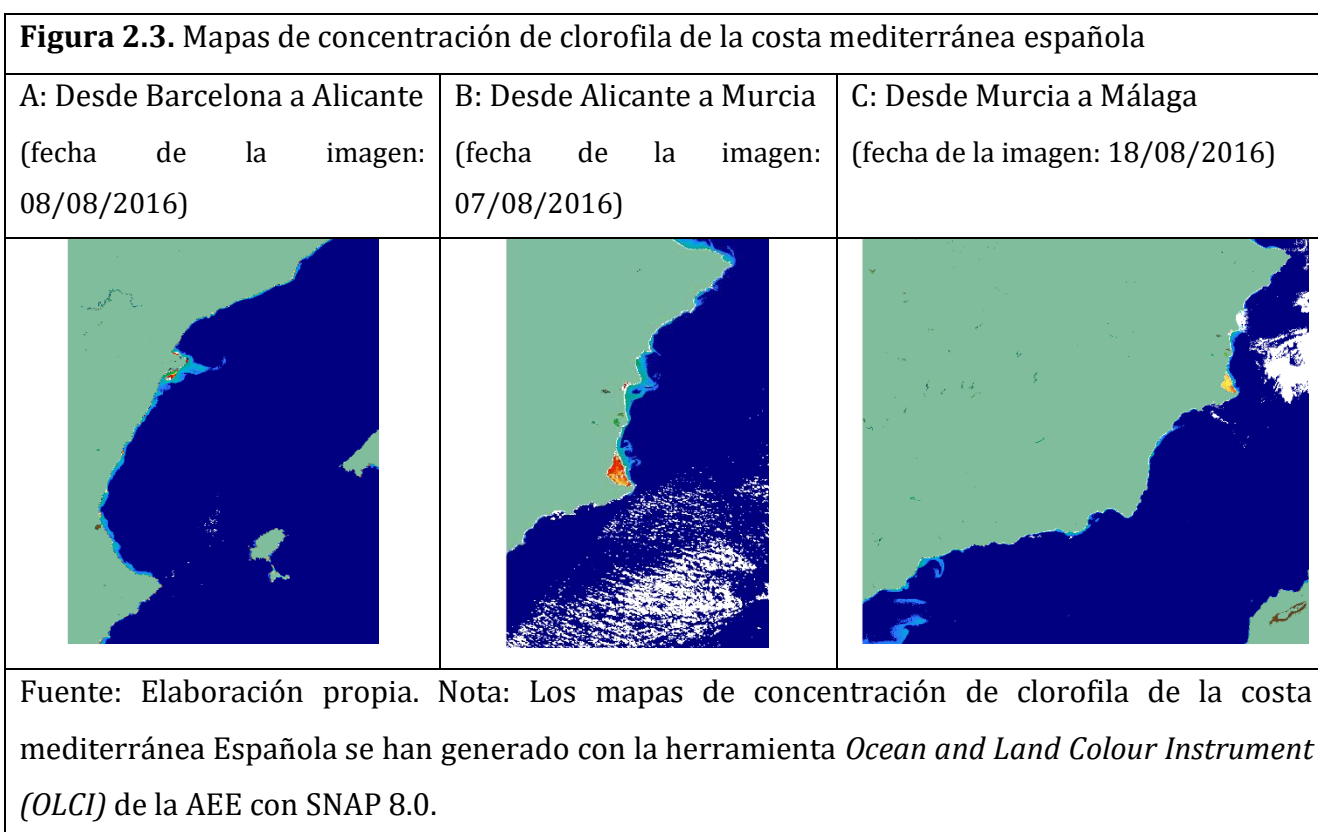 Figura 2.3. Mapas de concentración de clorofila de la costa mediterránea española
A: Desde Barcelona a Alicante
(fecha de la imagen:
08/08/2016)
B: Desde Alicante a Murcia
(fecha de la imagen:
07/08/2016)
C: Desde Murcia a Málaga
(fecha de la imagen: 18/08/2016)
Fuente: Elaboración propia. Nota: Los mapas de concentración de clorofila de la costa
mediterránea Española se han generado con la herramienta Ocean and Land Colour Instrument
(OLCI) de la AEE con SNAP 8.0.